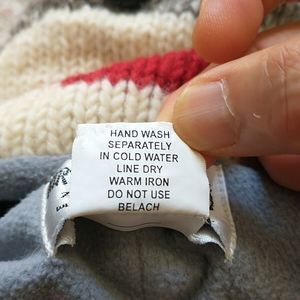 HAND WASH
SEPARATELY
IN COLD WATER
LINE DRY
WARM IRON
DO NOT USE
BELACH